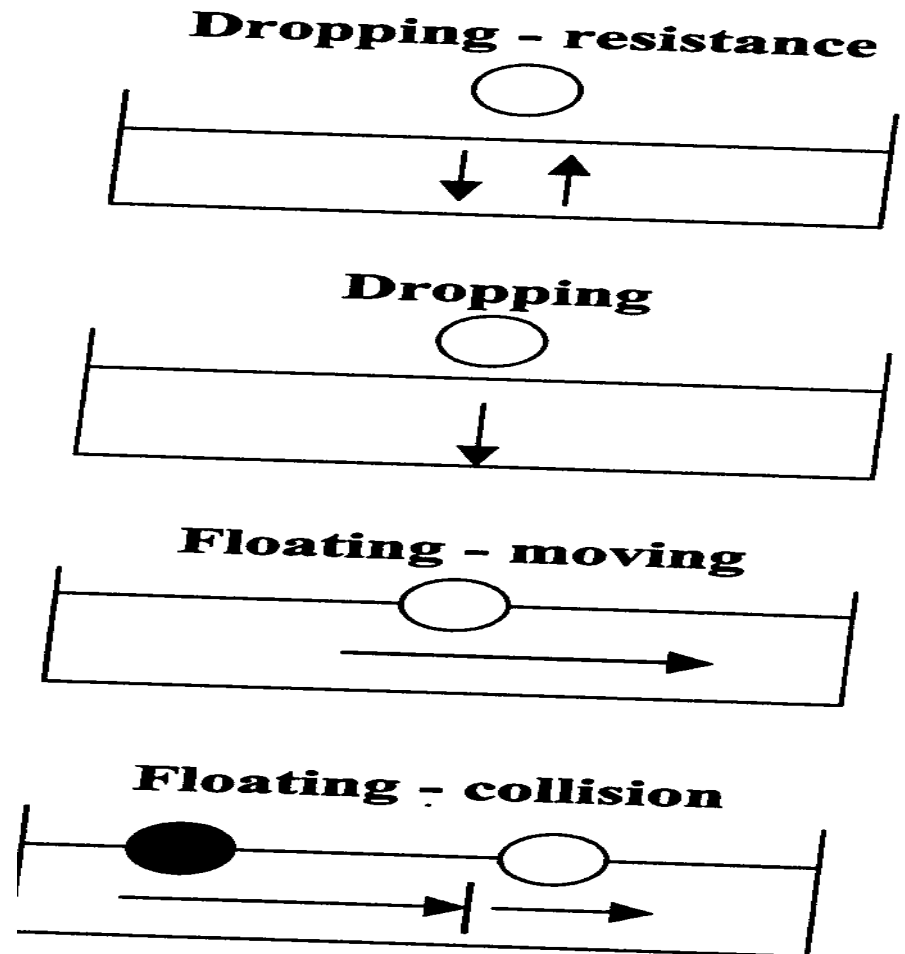 Dropping - resistance
Dropping
Floating - moving
Floating - collision